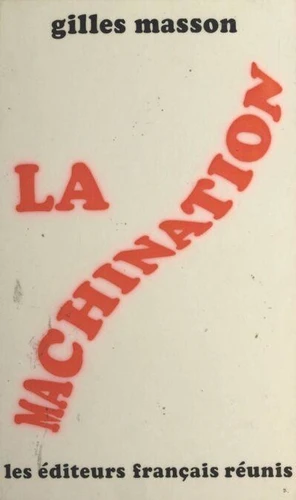 gilles masson
LA
MACHINATION
les éditeurs français réunis